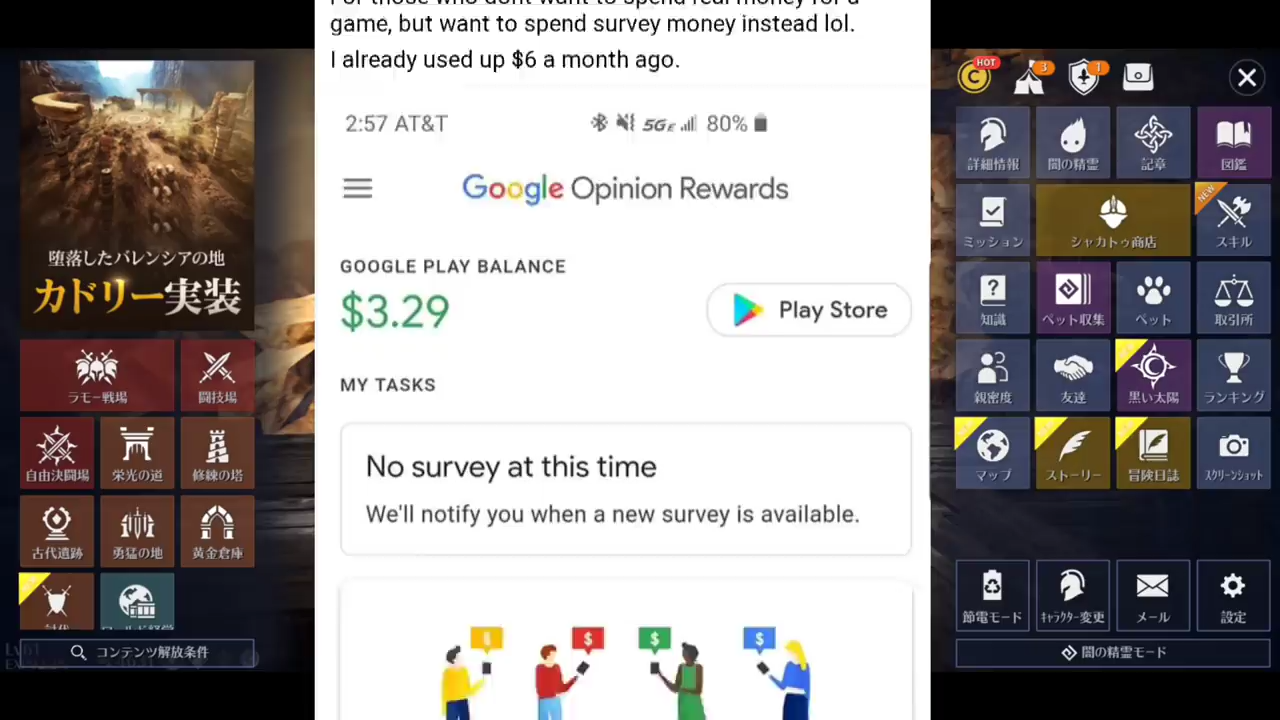 game, but want to spend survey money instead lol.
I already used up $6 a month ago.
2:57 AT&T
5GE
80%
Google Opinion Rewards
GOOGLE PLAY BALANCE
$3.29
Play Store
MY TASKS
No survey at this time
We'll notify you when a new survey is available.
堕落したバレンシアの地
カドリー実装
ラモー戦場
闘技場
自由決闘場
栄光の道
修練の塔
古代遺跡
勇猛の地
黄金倉庫
コンテンツ解放条件
HOT
3
1
詳細情報
闇の精霊
記章
図鑑
ミッション
シャカトゥ商店
NEW
スキル
知識
ペット収集
ペット
取引所
親密度
友達
黒い太陽
ランキング
マップ
ストーリー
冒険日誌
スクリーンショット
節電モード
キャラクター変更
メール
設定
闇の精霊モード